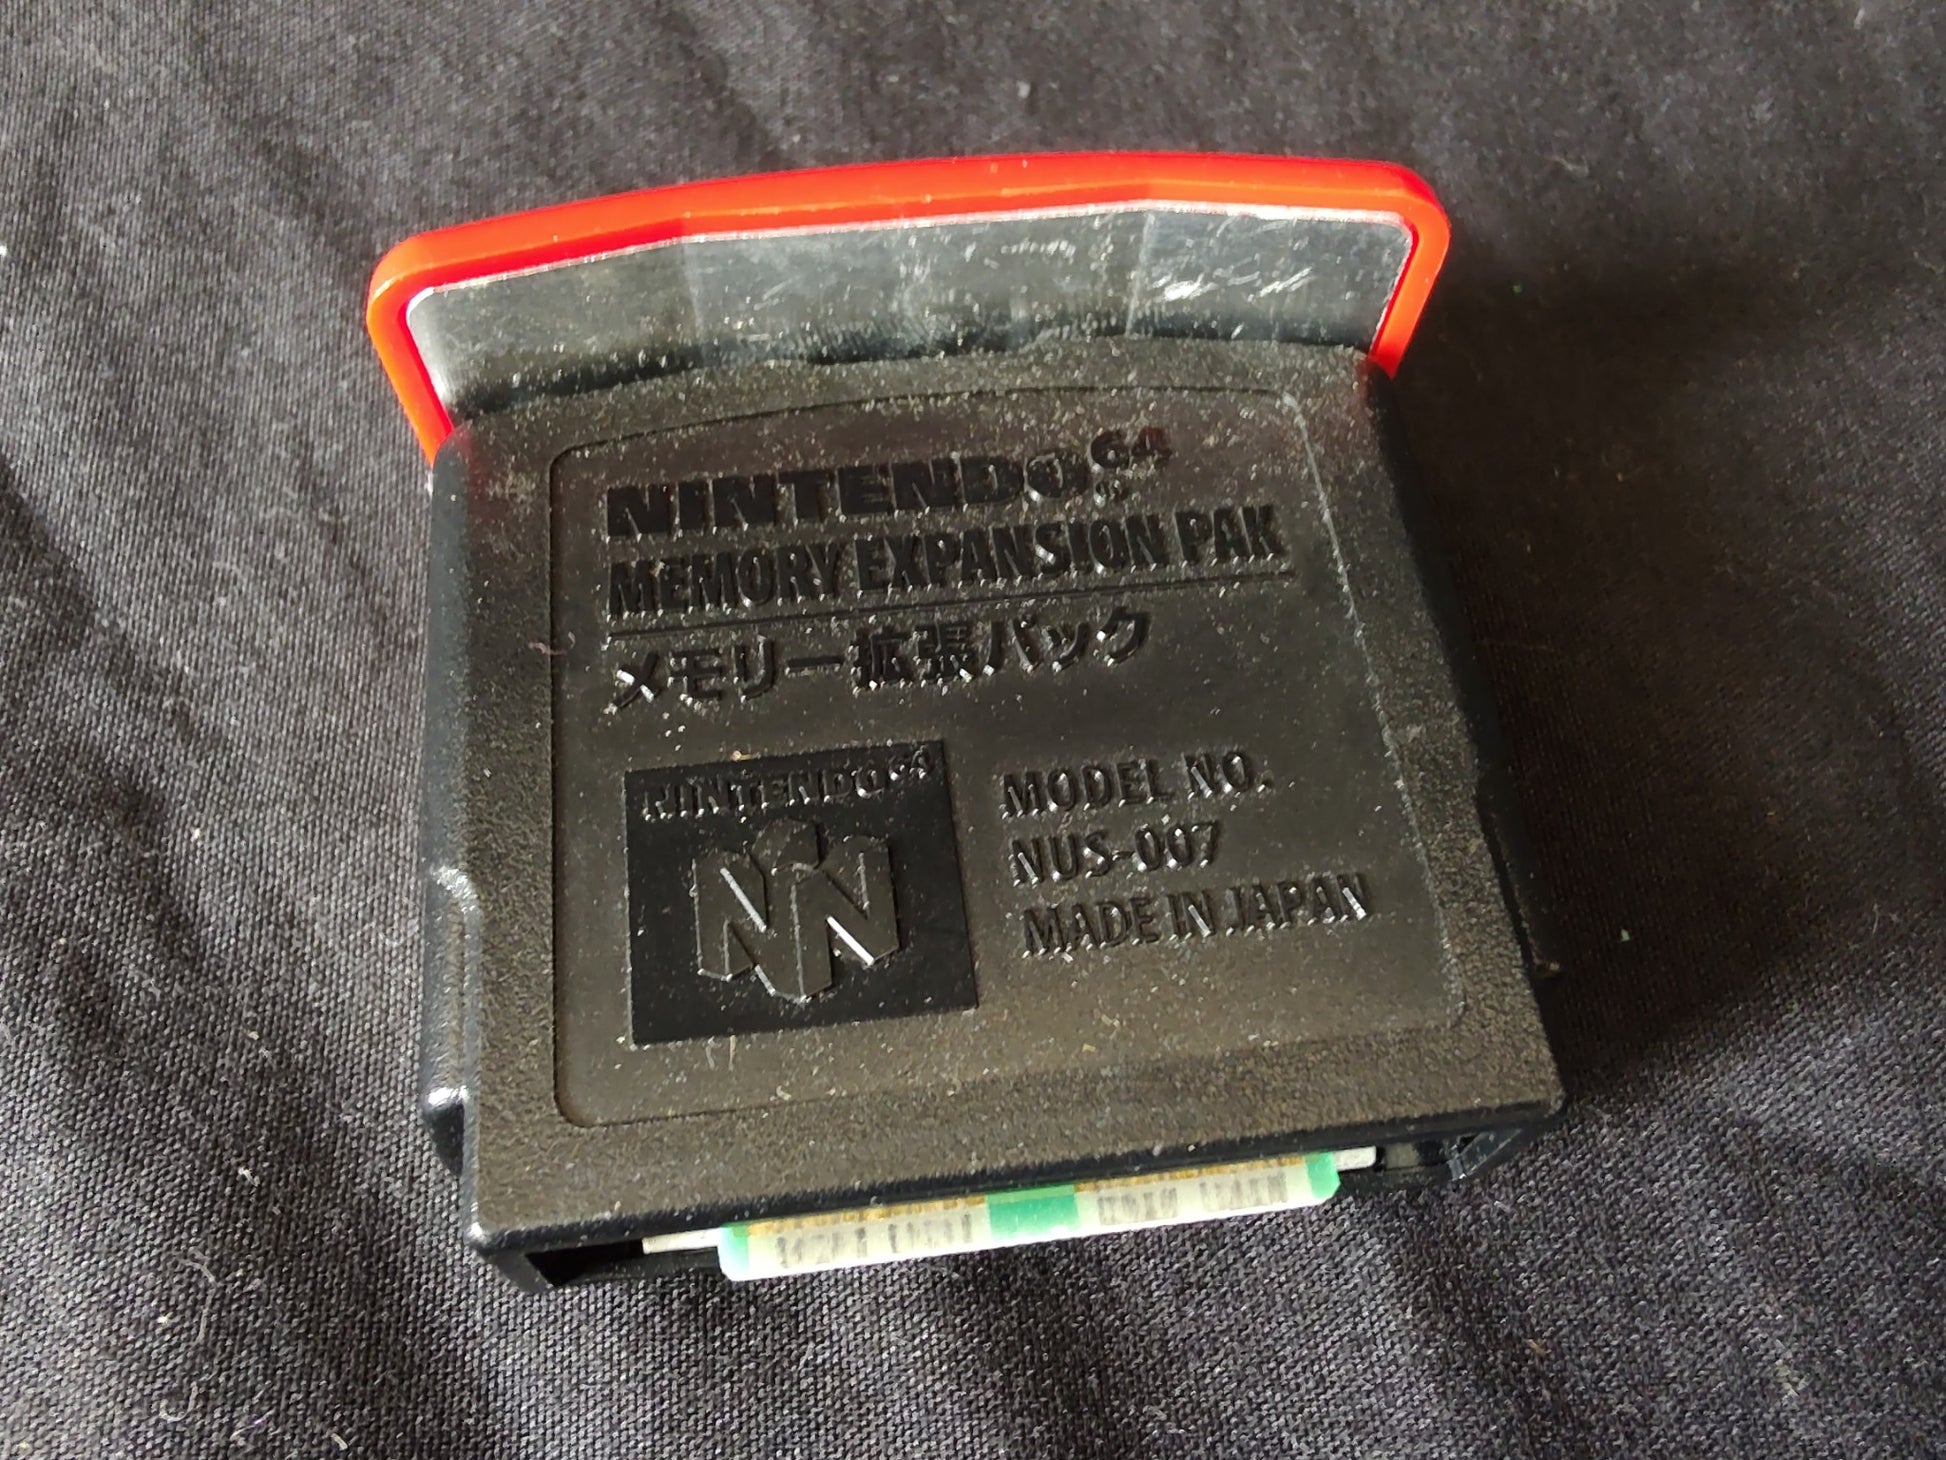 NINTENDO64
®
MEMORY EXPANSION PAK
メモリー拡張パック
NINTENDO64
MODEL NO.
NUS-007
MADE IN JAPAN